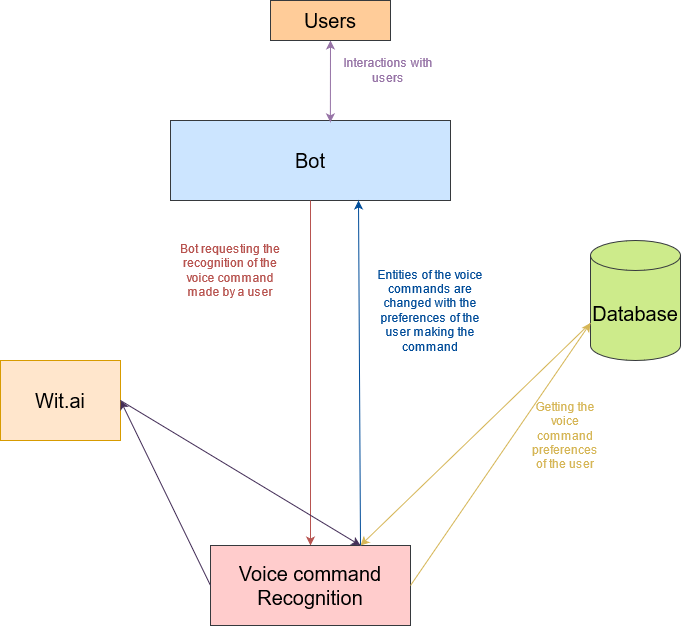 Users
Interactions with
users
Bot
Bot requesting the
recognition of the
voice command
made by a user
Entities of the voice
commands are
changed with the
preferences of the
user making the
command
Database
Wit.ai
Getting the
voice
command
preferences
of the user
Voice command
Recognition